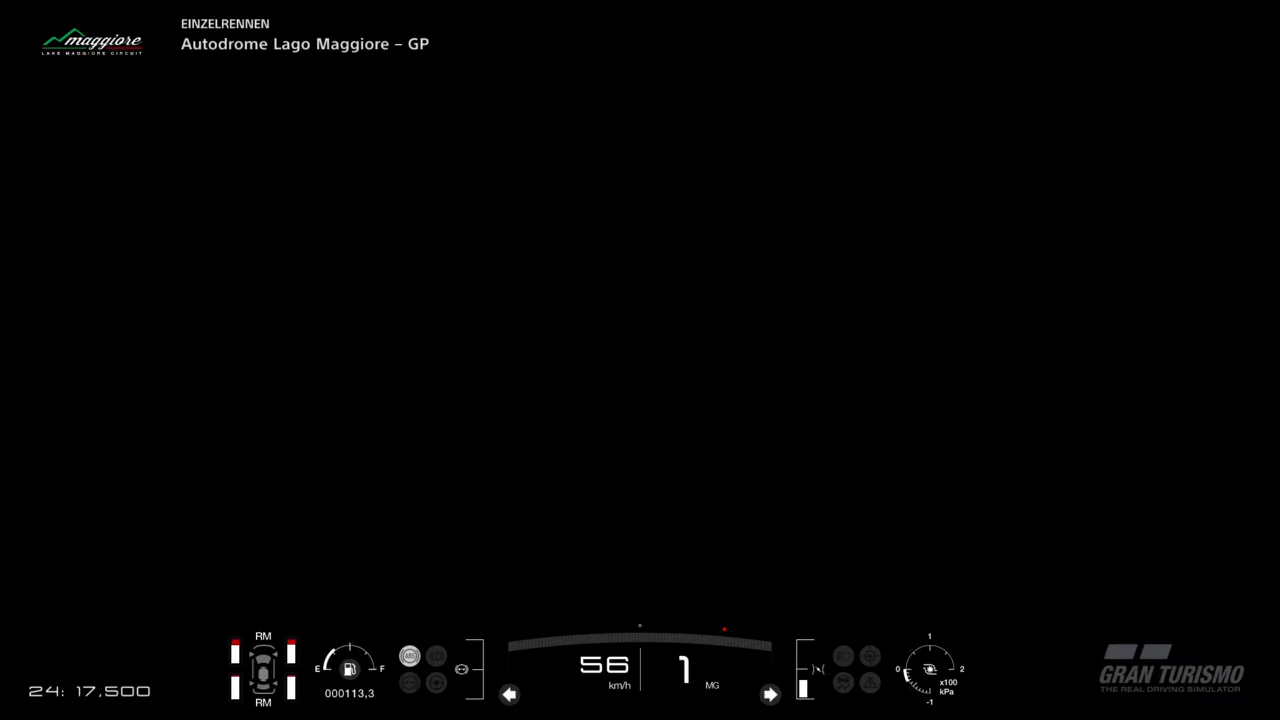 maggiore
LAKE MAGGIORE CIRCUIT
EINZELRENNEN
Autodrome Lago Maggiore – GP
24: 17,500
RM
RM
E
F
000113,3
ABS
56
km/h
1
MG
1
0
2
x100
kPa
-1
GRAN TURISMO
THE REAL DRIVING SIMULATOR